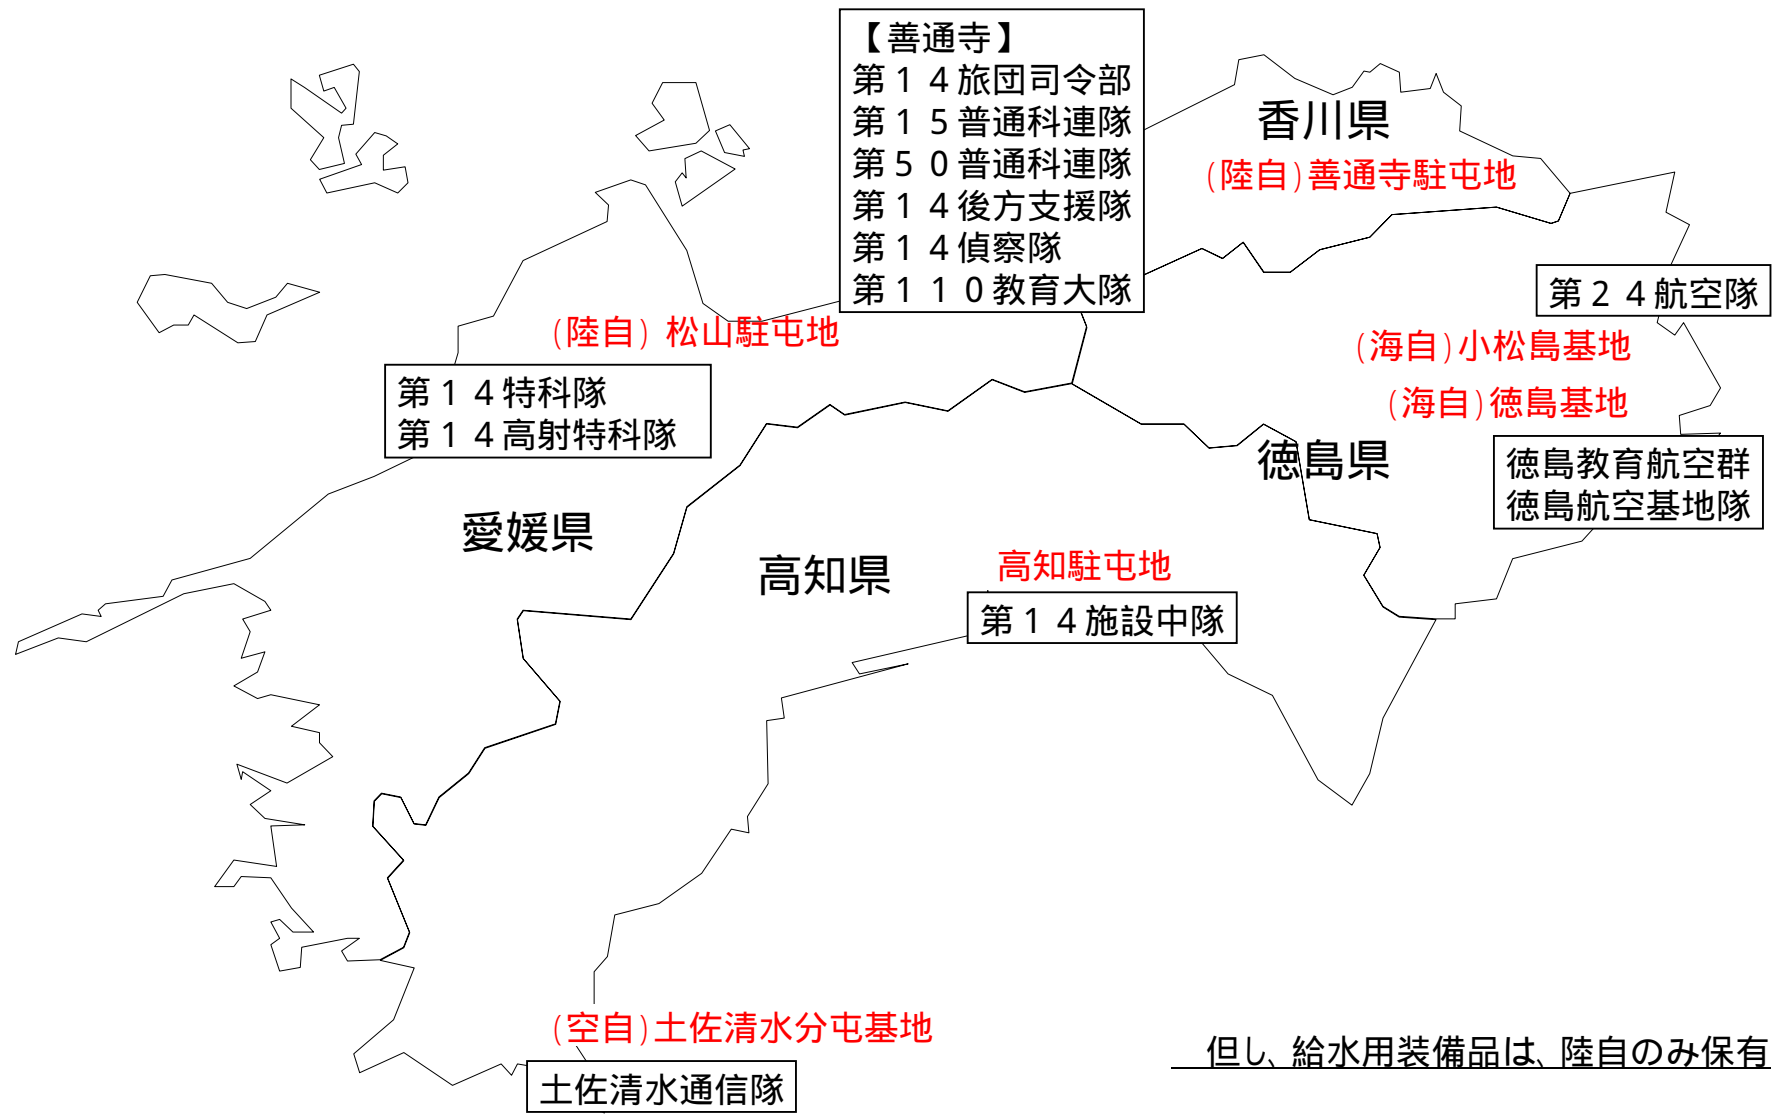 【善通寺】
第１４旅団司令部
第１５普通科連隊
第５０普通科連隊
第１４後方支援隊
第１４偵察隊
第１１０教育大隊
香川県
(陸自)善通寺駐屯地
第２４航空隊
(陸自) 松山駐屯地
(海自)小松島基地
第１４特科隊
第１４高射特科隊
(海自)徳島基地
徳島県
徳島教育航空群
徳島航空基地隊
愛媛県
高知県
高知駐屯地
第１４施設中隊
(空自)土佐清水分屯基地
土佐清水通信隊
但し、給水用装備品は、陸自のみ保有